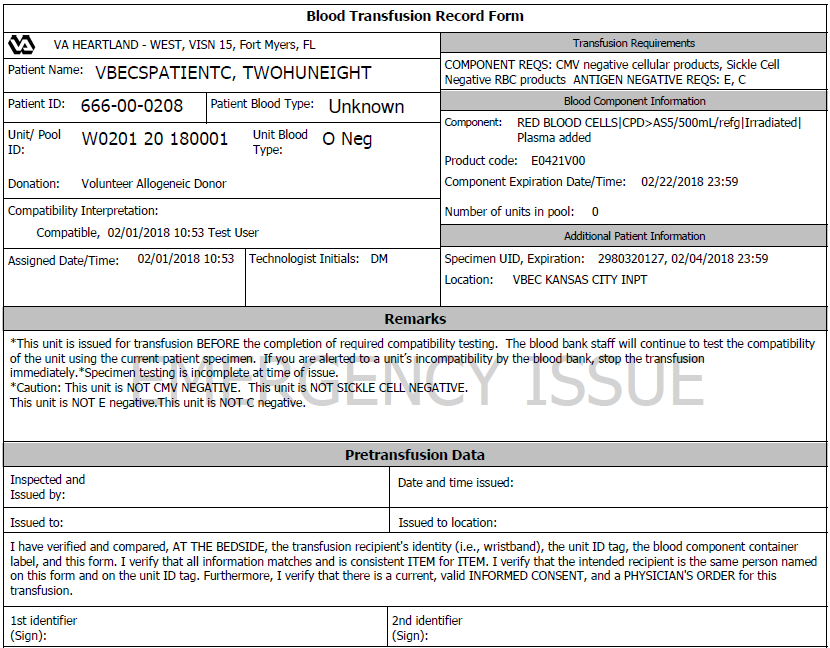 Blood Transfusion Record Form
VA HEARTLAND - WEST, VISN 15, Fort Myers, FL
Patient Name: VBECSPATIENTC, TWOHUNEIGHT
Patient ID: 666-00-0208 Patient Blood Type: Unknown
Unit/ Pool ID: W0201 20 180001 Unit Blood Type: O Neg
Donation: Volunteer Allogeneic Donor
Compatibility Interpretation:
Compatible, 02/01/2018 10:53 Test User
Assigned Date/Time: 02/01/2018 10:53 Technologist Initials: DM
Transfusion Requirements
COMPONENT REQS: CMV negative cellular products, Sickle Cell
Negative RBC products ANTIGEN NEGATIVE REQS: E, C
Blood Component Information
Component: RED BLOOD CELLS|CPD>AS5/500mL/refg|Irradiated|
Plasma added
Product code: E0421V00
Component Expiration Date/Time: 02/22/2018 23:59
Number of units in pool: 0
Additional Patient Information
Specimen UID, Expiration: 2980320127, 02/04/2018 23:59
Location: VBEC KANSAS CITY INPT
Remarks
*This unit is issued for transfusion BEFORE the completion of required compatibility testing. The blood bank staff will continue to test the compatibility
of the unit using the current patient specimen. If you are alerted to a unit's incompatibility by the blood bank, stop the transfusion
immediately.*Specimen testing is incomplete at time of issue.
*Caution: This unit is NOT CMV NEGATIVE. This unit is NOT SICKLE CELL NEGATIVE.
This unit is NOT E negative.This unit is NOT C negative.
EMERGENCY ISSUE
Pretransfusion Data
Inspected and
Issued by:
Date and time issued:
Issued to:
Issued to location:
I have verified and compared, AT THE BEDSIDE, the transfusion recipient's identity (i.e., wristband), the unit ID tag, the blood component container
label, and this form. I verify that all information matches and is consistent ITEM for ITEM. I verify that the intended recipient is the same person named
on this form and on the unit ID tag. Furthermore, I verify that there is a current, valid INFORMED CONSENT, and a PHYSICIAN'S ORDER for this
transfusion.
1st identifier
(Sign):
2nd identifier
(Sign):